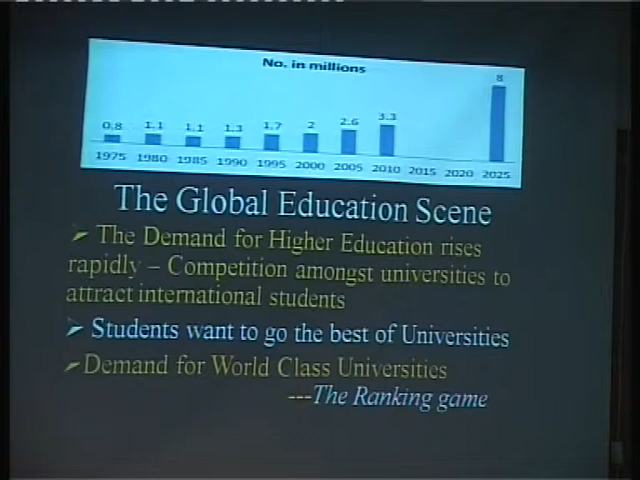 No. in millions
8
0.8 1.1 1.1 1.3 1.7 2 2.6 3.3
1975 1980 1985 1990 1995 2000 2005 2010 2015 2020 2025
The Global Education Scene
➢ The Demand for Higher Education rises
rapidly – Competition amongst universities to
attract international students
➢ Students want to go the best of Universities
➢ Demand for World Class Universities
---The Ranking game